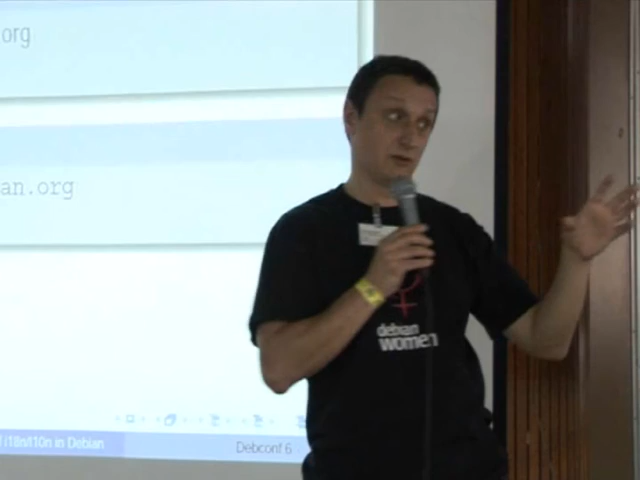 org
an.org
i18n/l10n in Debian
Debconf 6
debian
women